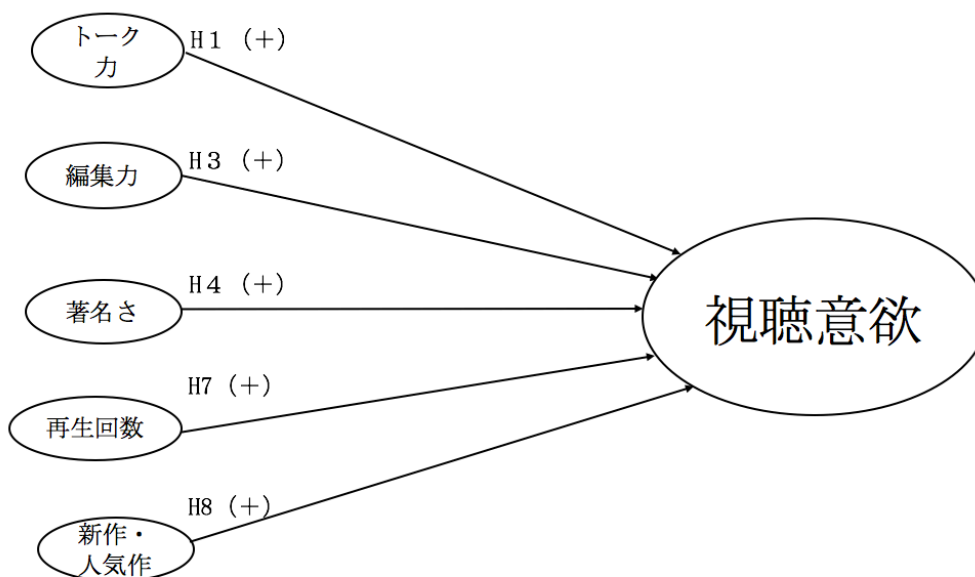 トーク
力
H1 (+)
編集力
H3 (+)
著名さ
H4 (+)
再生回数
H7 (+)
新作・
人気作
H8 (+)
視聴意欲